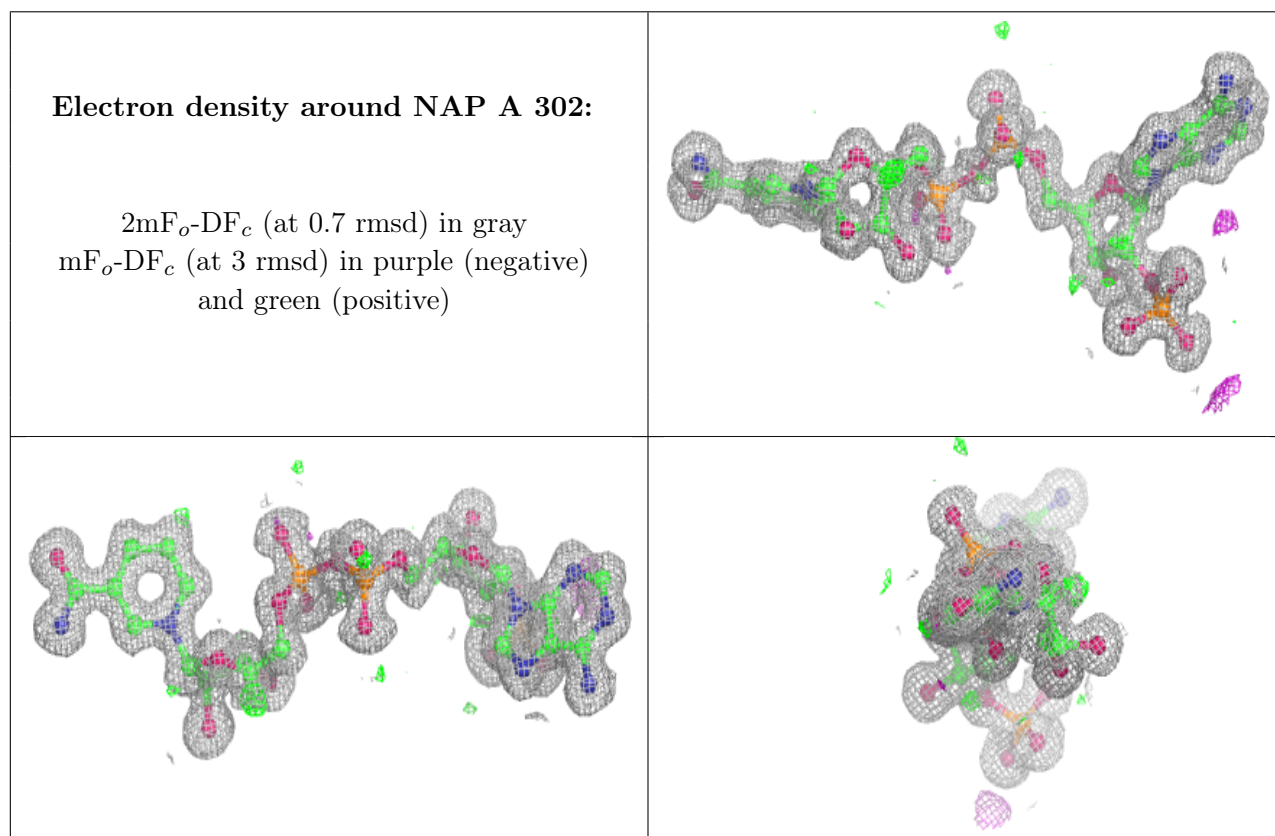 Electron density around NAP A 302:
2mFo-DFc (at 0.7 rmsd) in gray
mFo-DFc (at 3 rmsd) in purple (negative)
and green (positive)